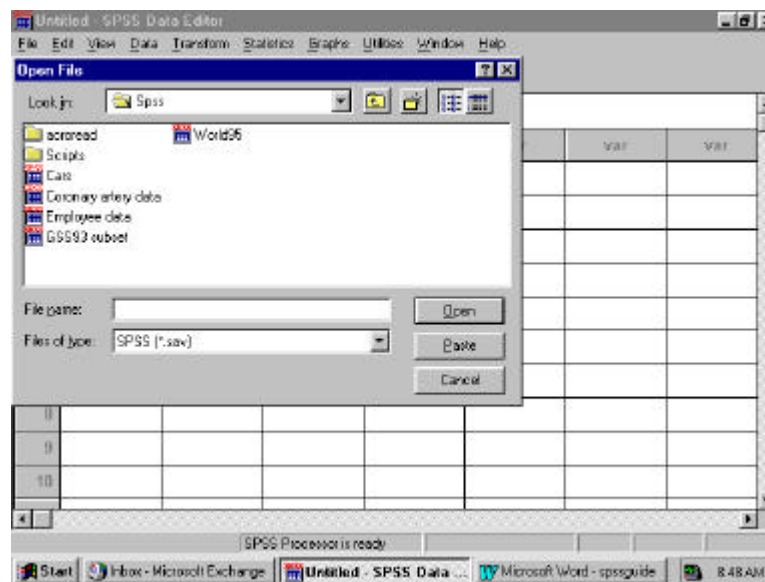 Untitled - SPSS Data Editor
File Edit View Data Transform Statistics Graphs Utilities Window Help
Open File
Look in: Spss
acroread World95
Scripts
Cars
Coronary artery data
Employee data
GSS93 subset
var var
File name: Open
Files of type: SPSS (*.sav) Paste
Cancel
8
9
10
SPSS Processor is ready
Start Inbox - Microsoft Exchange Untitled - SPSS Data ... Microsoft Word - spssguide 8:48 AM